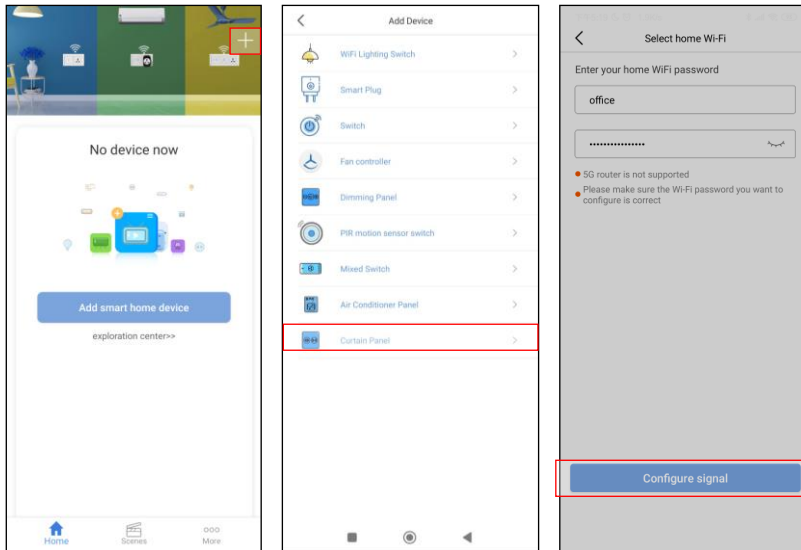 No device now
Add smart home device
exploration center>>
Home
Scenes
More
Add Device
WiFi Lighting Switch
Smart Plug
Switch
Fan controller
Dimming Panel
PIR motion sensor switch
Mixed Switch
Air Conditioner Panel
Curtain Panel
Select home Wi-Fi
Enter your home WiFi password
office
••••••••••••••••
5G router is not supported
Please make sure the Wi-Fi password you want to
configure is correct
Configure signal